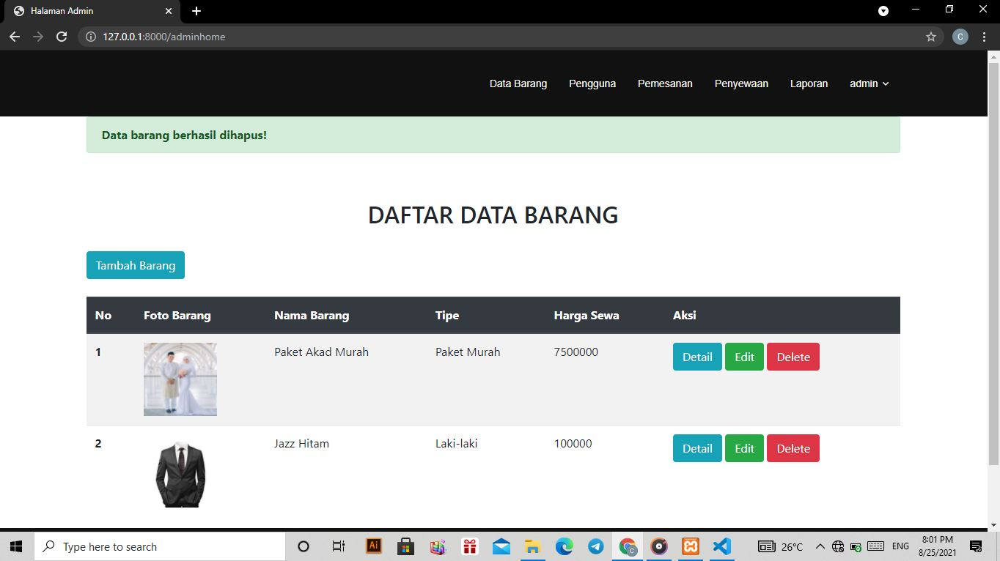 Halaman Admin
127.0.0.1:8000/adminhome
C
Data Barang Pengguna Pemesanan Penyewaan Laporan admin
Data barang berhasil dihapus!
DAFTAR DATA BARANG
Tambah Barang
No Foto Barang Nama Barang Tipe Harga Sewa Aksi
1 Paket Akad Murah Paket Murah 7500000 Detail Edit Delete
2 Jazz Hitam Laki-laki 100000 Detail Edit Delete
Type here to search
Ai
C
26°C
ENG
8:01 PM
8/25/2021